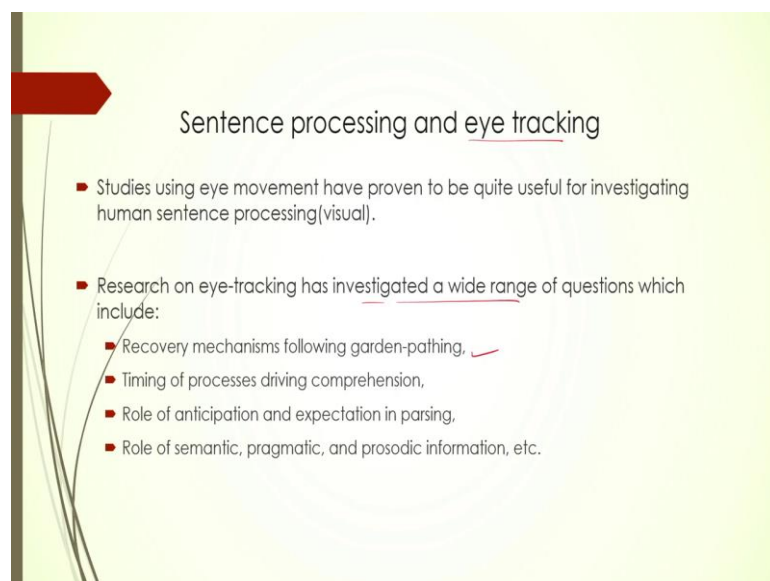 Sentence processing and eye tracking
Studies using eye movement have proven to be quite useful for investigating
human sentence processing(visual).
Research on eye-tracking has investigated a wide range of questions which
include:
Recovery mechanisms following garden-pathing,
Timing of processes driving comprehension,
Role of anticipation and expectation in parsing,
Role of semantic, pragmatic, and prosodic information, etc.